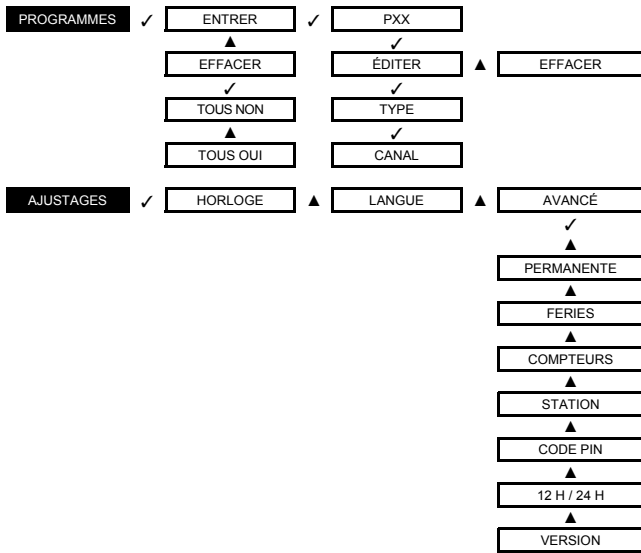 PROGRAMMES ✓ ENTRER ✓ PXX
▲ ✓
EFFACER ÉDITER ▲ EFFACER
✓ ✓
TOUS NON TYPE
▲ ✓
TOUS OUI CANAL
AJUSTAGES ✓ HORLOGE ▲ LANGUE ▲ AVANCÉ
✓
▲
PERMANENTE
▲
FERIES
▲
COMPTEURS
▲
STATION
▲
CODE PIN
▲
12 H / 24 H
▲
VERSION